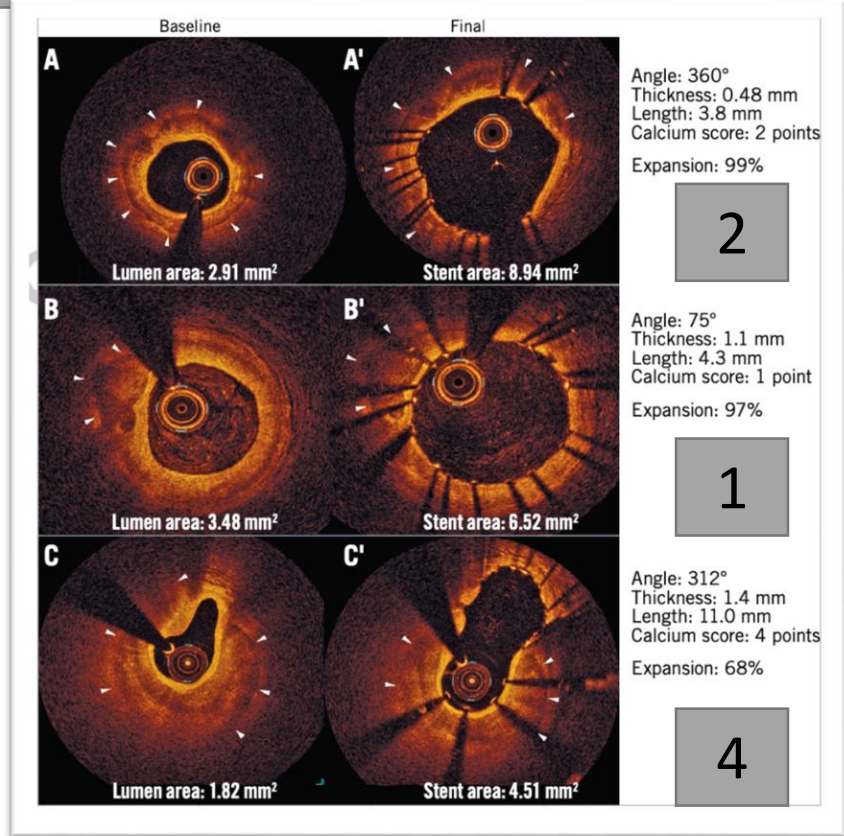 Baseline Final
A A'
Angle: 360°
Thickness: 0.48 mm
Length: 3.8 mm
Calcium score: 2 points
Expansion: 99%
2
Lumen area: 2.91 mm² Stent area: 8.94 mm²
B B'
Angle: 75°
Thickness: 1.1 mm
Length: 4.3 mm
Calcium score: 1 point
Expansion: 97%
1
Lumen area: 3.48 mm² Stent area: 6.52 mm²
C C'
Angle: 312°
Thickness: 1.4 mm
Length: 11.0 mm
Calcium score: 4 points
Expansion: 68%
4
Lumen area: 1.82 mm² Stent area: 4.51 mm²